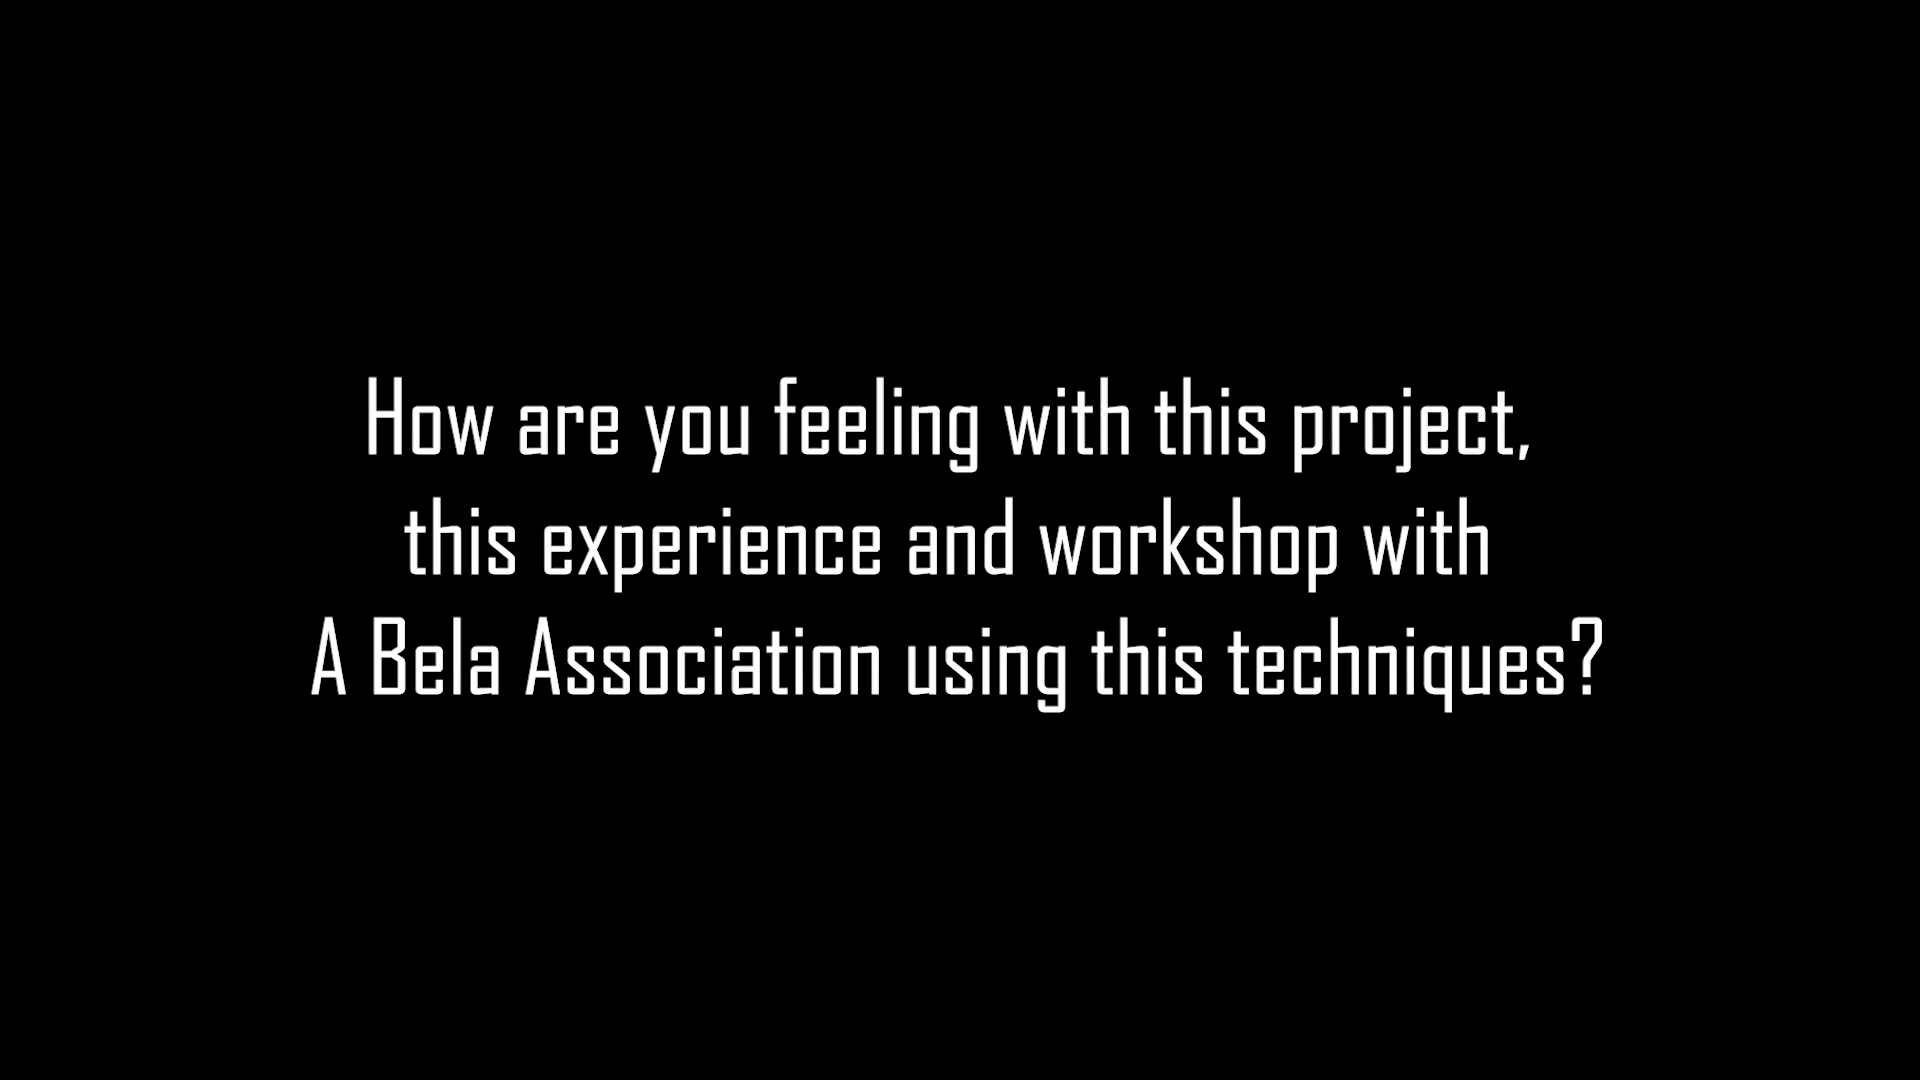 How are you feeling with this project,
this experience and workshop with
A Bela Association using this techniques?